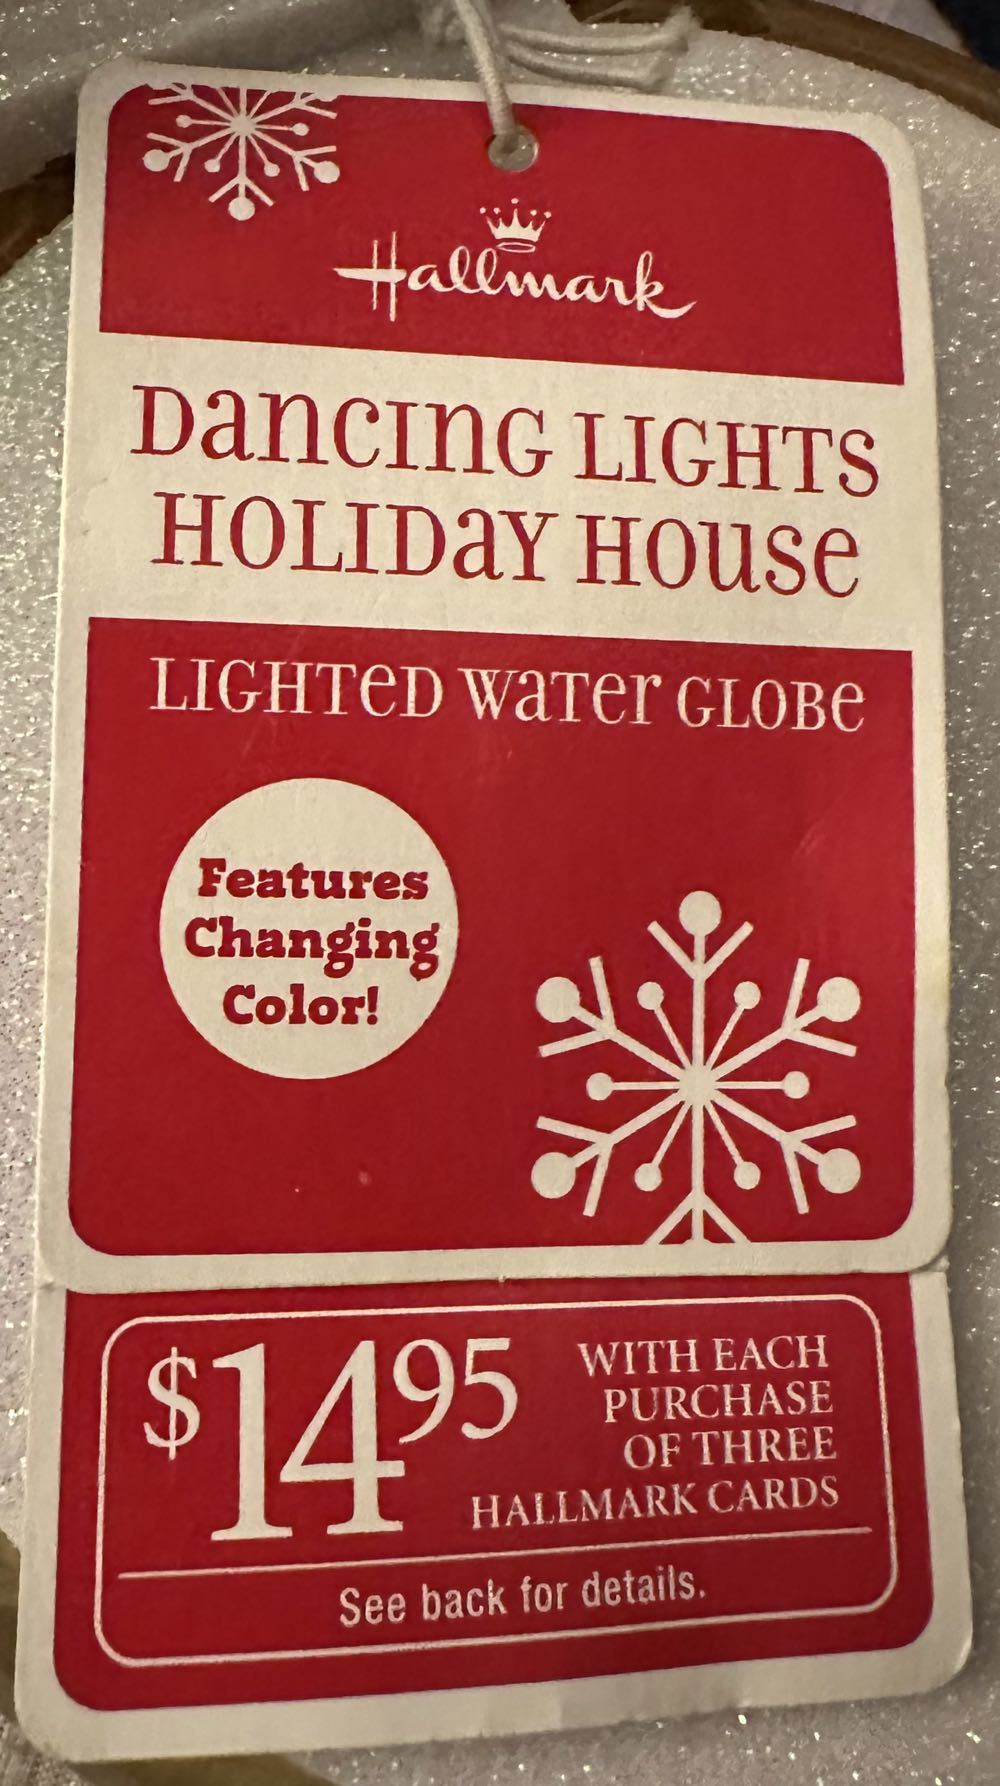 Hallmark
Dancing Lights
Holiday House
Lighted Water Globe
Features
Changing
Color!
$14.95 WITH EACH
PURCHASE
OF THREE
HALLMARK CARDS
See back for details.